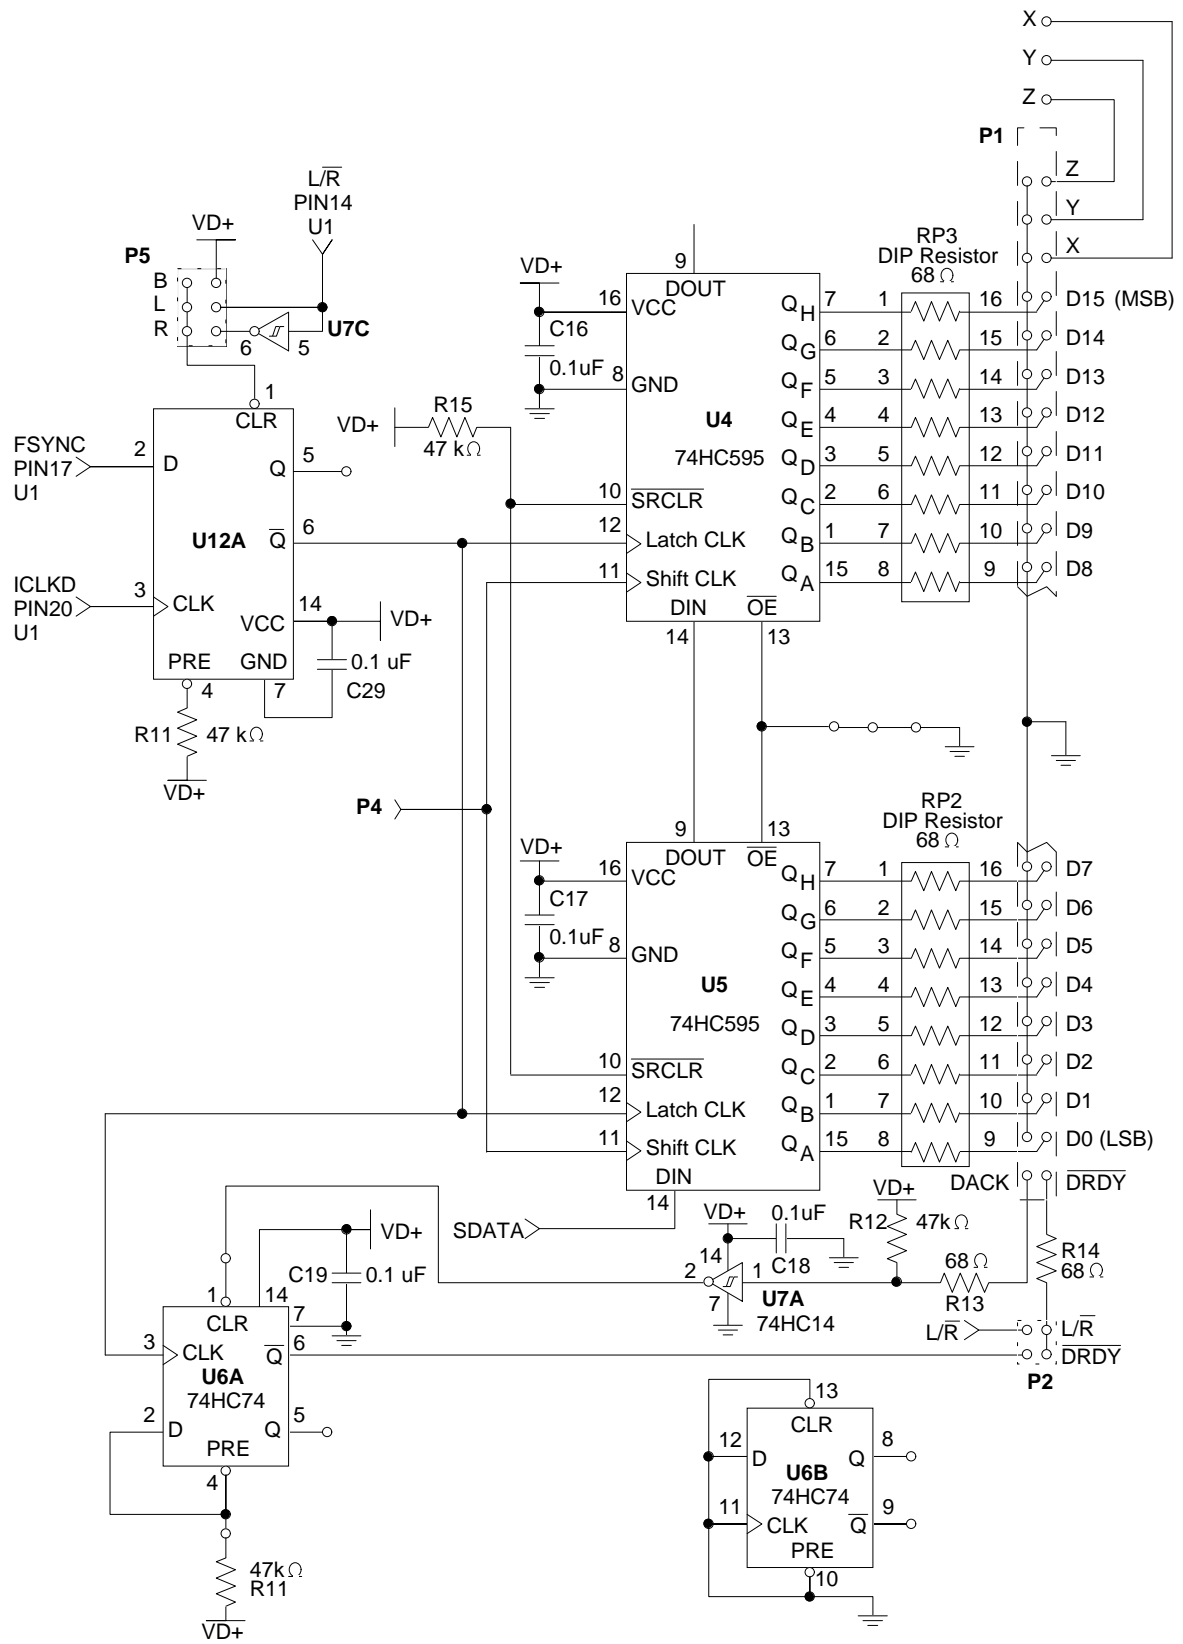 X
Y
Z
P1
Z
Y
X
L/R̅
PIN14
U1
VD+
P5
B
L
R
6
5
U7C
1
CLR
FSYNC
PIN17
U1
2
D
Q
5
U12A
Q̅
6
ICLKD
PIN20
U1
3
CLK
14
VCC
VD+
PRE
GND
0.1 uF
C29
4
7
R11
47 kΩ
VD+
VD+
R15
47 kΩ
P4
9
DOUT
VD+
16
VCC
C16
0.1uF
8
GND
U4
74HC595
10
S̅R̅C̅L̅R̅
12
Latch CLK
11
Shift CLK
DIN
O̅E̅
14
13
RP3
DIP Resistor
68 Ω
QH 7 1 16 D15 (MSB)
QG 6 2 15 D14
QF 5 3 14 D13
QE 4 4 13 D12
QD 3 5 12 D11
QC 2 6 11 D10
QB 1 7 10 D9
QA 15 8 9 D8
9
13
DOUT
O̅E̅
VD+
16
VCC
C17
0.1uF
8
GND
U5
74HC595
10
S̅R̅C̅L̅R̅
12
Latch CLK
11
Shift CLK
DIN
14
SDATA
RP2
DIP Resistor
68 Ω
QH 7 1 16 D7
QG 6 2 15 D6
QF 5 3 14 D5
QE 4 4 13 D4
QD 3 5 12 D3
QC 2 6 11 D2
QB 1 7 10 D1
QA 15 8 9 D0 (LSB)
DACK
D̅R̅D̅Y̅
VD+
R12
47kΩ
VD+
0.1uF
C18
14
2
1
7
U7A
74HC14
68 Ω
R13
R14
68 Ω
L/R̅
L/R̅
D̅R̅D̅Y̅
P2
VD+
C19
0.1 uF
1
14
CLR
7
3
CLK
Q̅
6
U6A
74HC74
2
D
Q
5
PRE
4
47kΩ
R11
VD+
13
CLR
12
D
Q
8
U6B
74HC74
11
CLK
Q̅
9
PRE
10